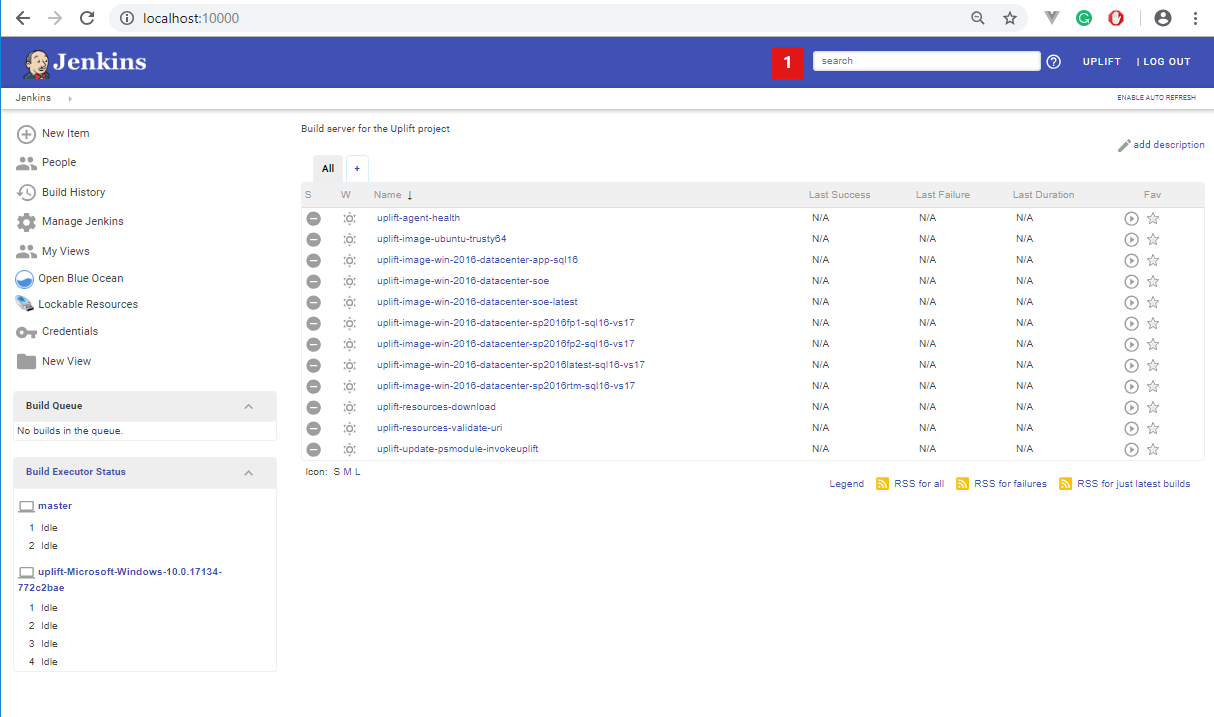 localhost:10000
Jenkins
1
search
UPLIFT
| LOG OUT
Jenkins
ENABLE AUTO REFRESH
New Item
People
Build History
Manage Jenkins
My Views
Open Blue Ocean
Lockable Resources
Credentials
New View
Build Queue
No builds in the queue.
Build Executor Status
master
1 Idle
2 Idle
uplift-Microsoft-Windows-10.0.17134-
772c2bae
1 Idle
2 Idle
3 Idle
4 Idle
Build server for the Uplift project
add description
All +
S W Name ↓ Last Success Last Failure Last Duration Fav
uplift-agent-health N/A N/A N/A
uplift-image-ubuntu-trusty64 N/A N/A N/A
uplift-image-win-2016-datacenter-app-sql16 N/A N/A N/A
uplift-image-win-2016-datacenter-soe N/A N/A N/A
uplift-image-win-2016-datacenter-soe-latest N/A N/A N/A
uplift-image-win-2016-datacenter-sp2016fp1-sql16-vs17 N/A N/A N/A
uplift-image-win-2016-datacenter-sp2016fp2-sql16-vs17 N/A N/A N/A
uplift-image-win-2016-datacenter-sp2016latest-sql16-vs17 N/A N/A N/A
uplift-image-win-2016-datacenter-sp2016rtm-sql16-vs17 N/A N/A N/A
uplift-resources-download N/A N/A N/A
uplift-resources-validate-uri N/A N/A N/A
uplift-update-psmodule-invokeuplift N/A N/A N/A
Icon: S M L
Legend RSS for all RSS for failures RSS for just latest builds